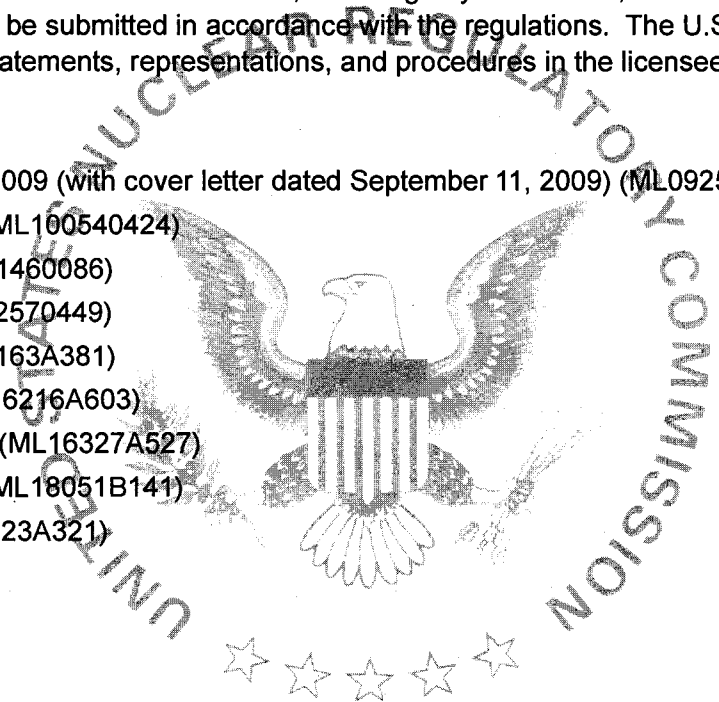 be submitted in accordance with the regulations. The U.S
atements, representations, and procedures in the licensee
009 (with cover letter dated September 11, 2009) (ML0925
ML100540424)
1460086)
2570449)
163A381)
6216A603)
(ML16327A527)
ML18051B141)
23A321)
UNITED STATES NUCLEAR REGULATORY COMMISSION